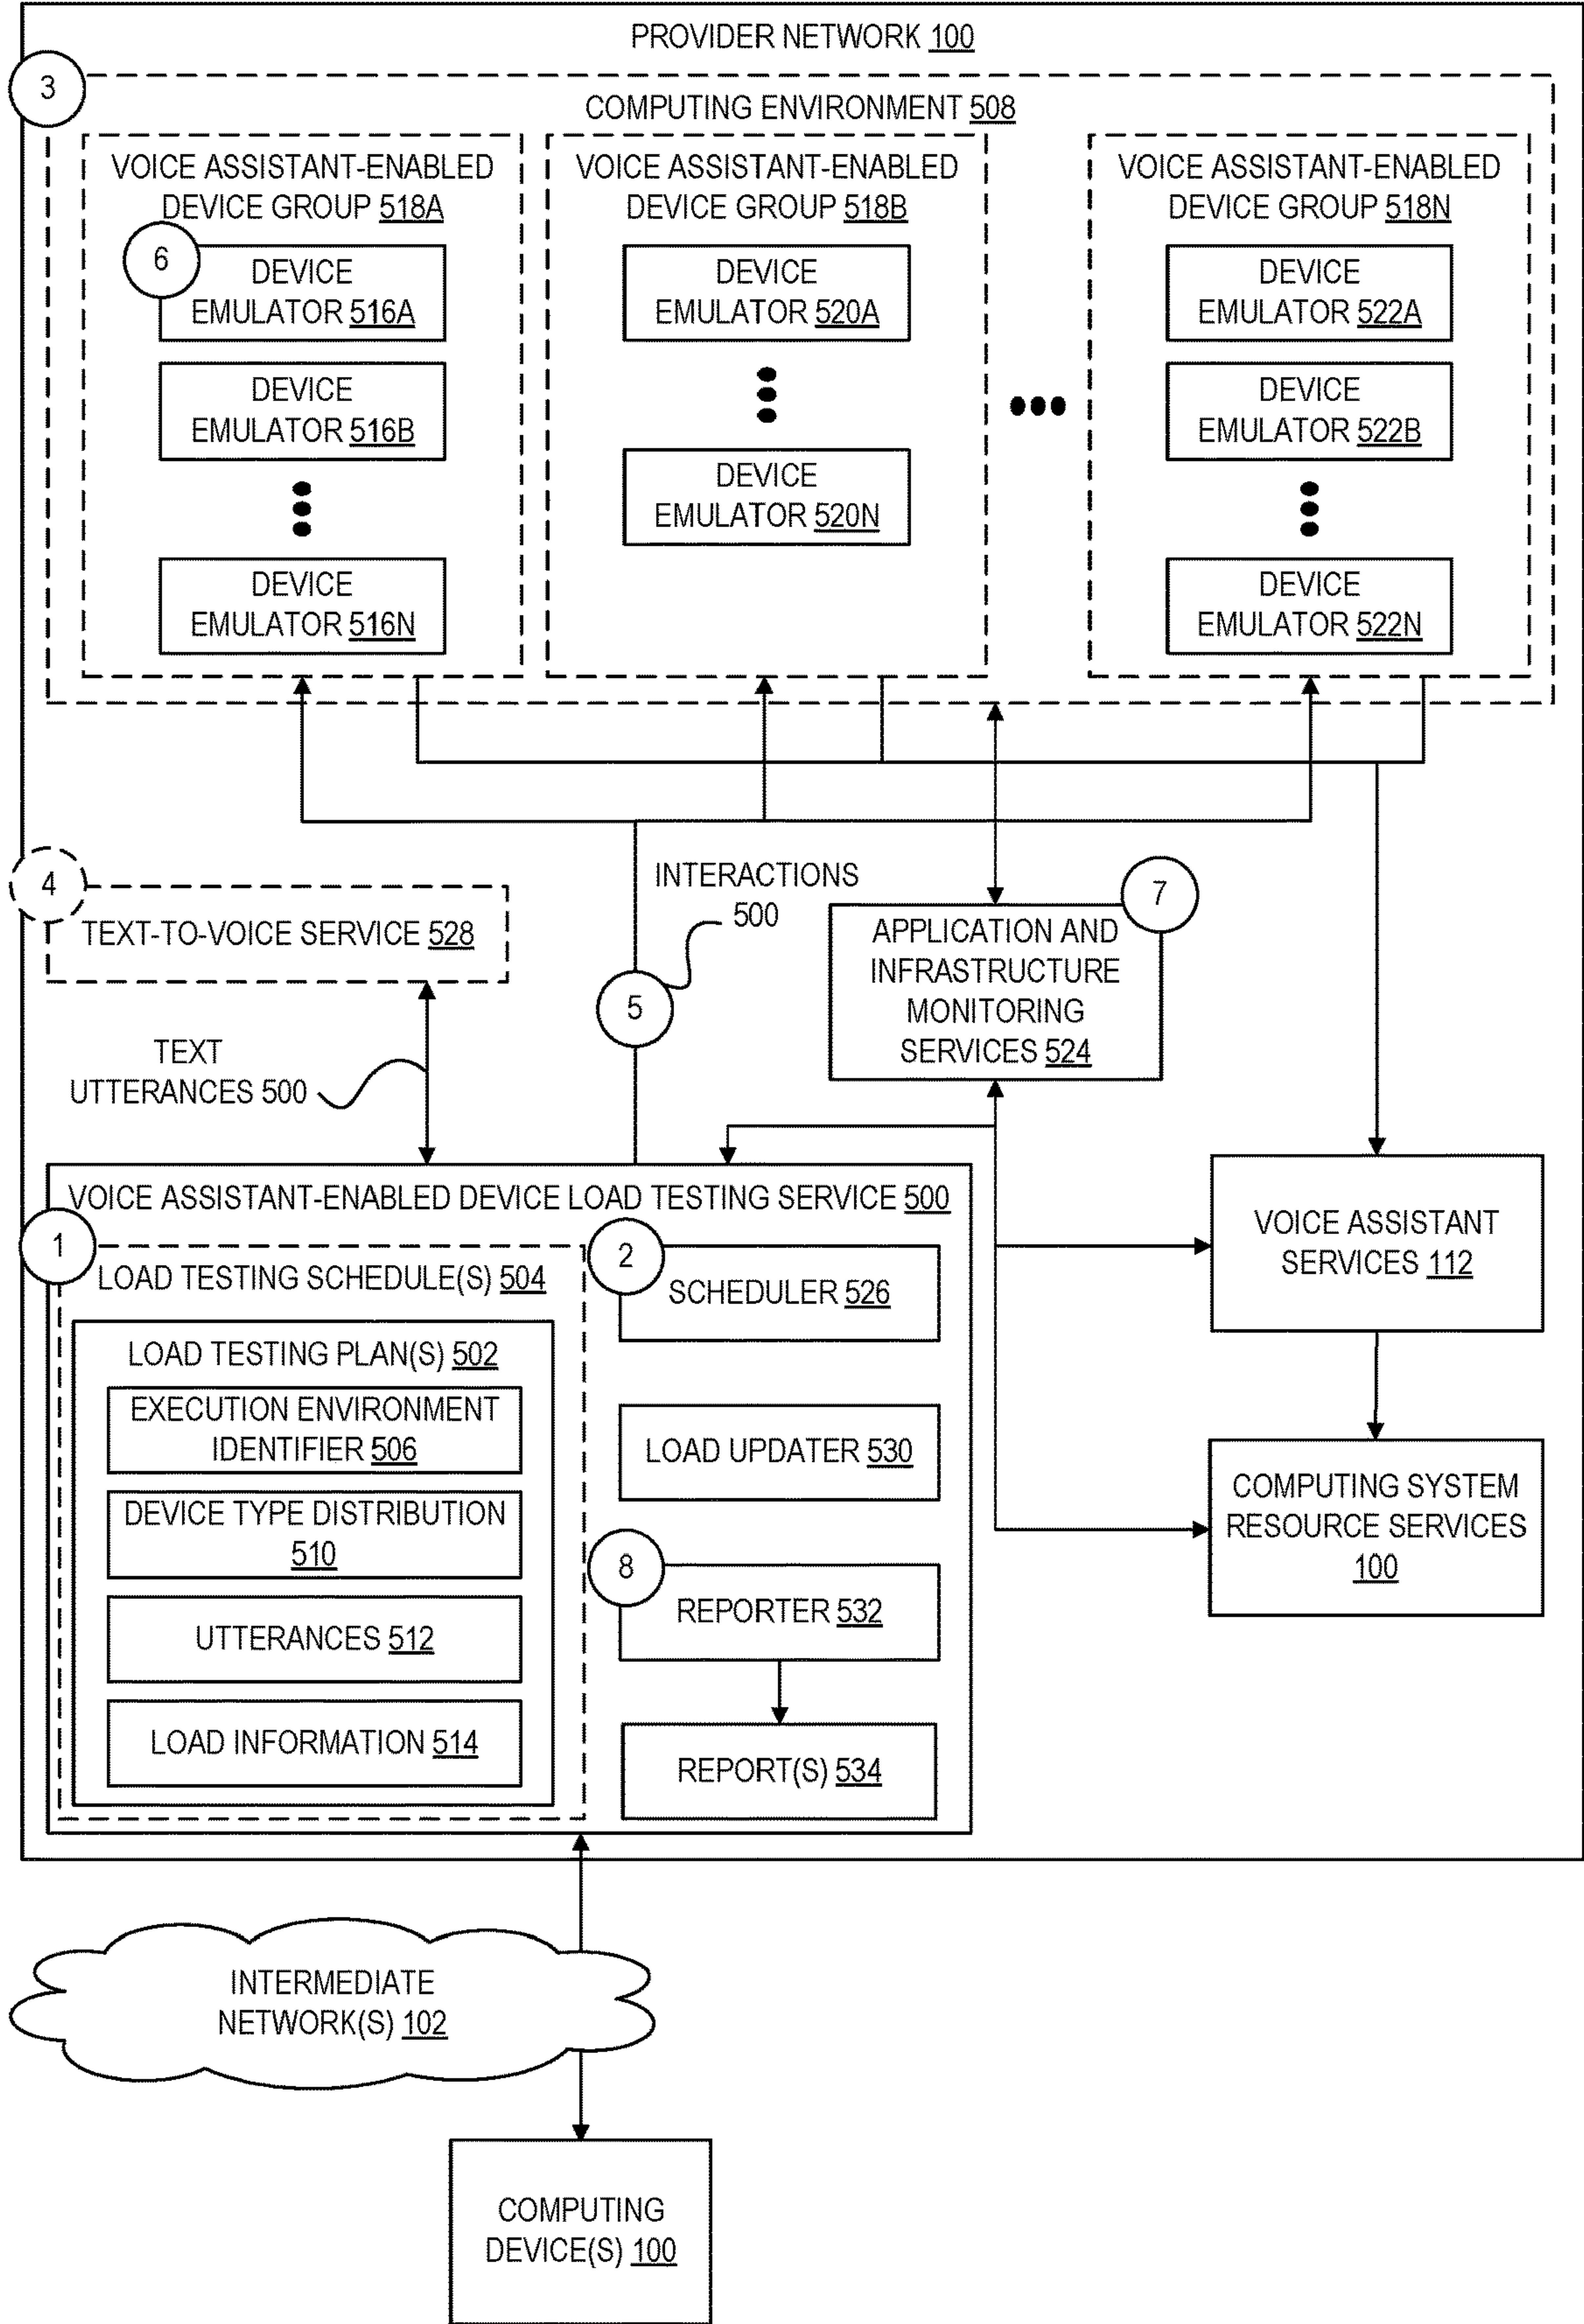 PROVIDER NETWORK 100
3
COMPUTING ENVIRONMENT 508
VOICE ASSISTANT-ENABLED
DEVICE GROUP 518A
6
DEVICE
EMULATOR 516A
DEVICE
EMULATOR 516B
DEVICE
EMULATOR 516N
VOICE ASSISTANT-ENABLED
DEVICE GROUP 518B
DEVICE
EMULATOR 520A
DEVICE
EMULATOR 520N
VOICE ASSISTANT-ENABLED
DEVICE GROUP 518N
DEVICE
EMULATOR 522A
DEVICE
EMULATOR 522B
DEVICE
EMULATOR 522N
4
TEXT-TO-VOICE SERVICE 528
TEXT
UTTERANCES 500
INTERACTIONS
500
5
7
APPLICATION AND
INFRASTRUCTURE
MONITORING
SERVICES 524
VOICE ASSISTANT-ENABLED DEVICE LOAD TESTING SERVICE 500
1
LOAD TESTING SCHEDULE(S) 504
LOAD TESTING PLAN(S) 502
EXECUTION ENVIRONMENT
IDENTIFIER 506
DEVICE TYPE DISTRIBUTION
510
UTTERANCES 512
LOAD INFORMATION 514
2
SCHEDULER 526
LOAD UPDATER 530
8
REPORTER 532
REPORT(S) 534
VOICE ASSISTANT
SERVICES 112
COMPUTING SYSTEM
RESOURCE SERVICES
100
INTERMEDIATE
NETWORK(S) 102
COMPUTING
DEVICE(S) 100